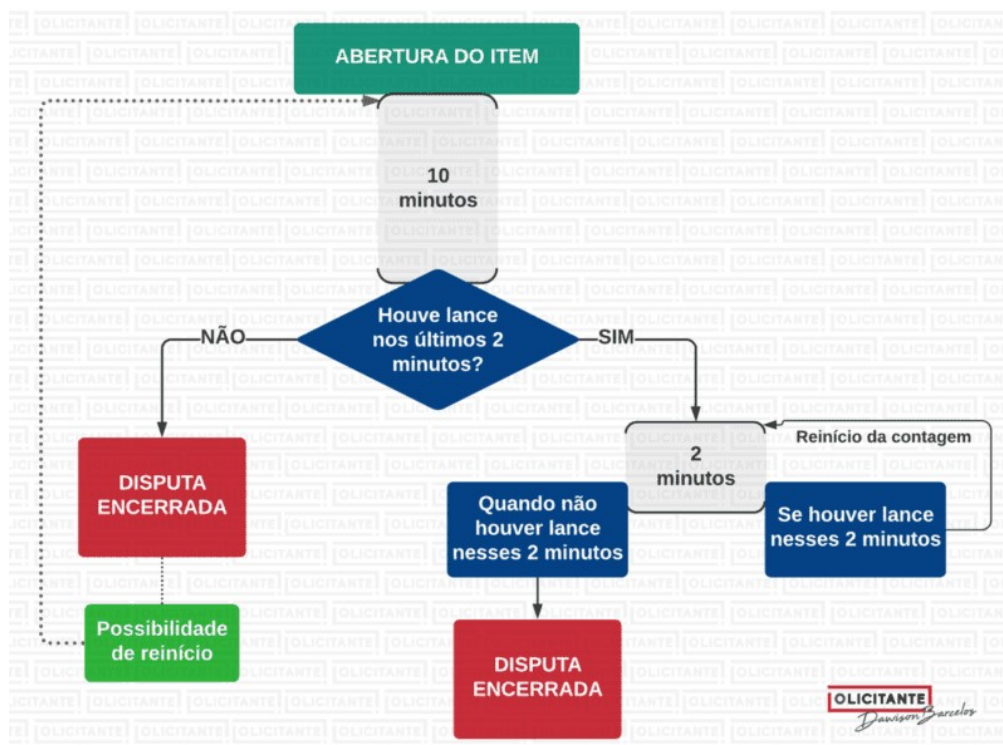 ABERTURA DO ITEM
10
minutos
Houve lance
nos últimos 2
minutos?
NÃO
SIM
DISPUTA
ENCERRADA
Possibilidade
de reinício
2
minutos
Reinício da contagem
Quando não
houver lance
nesses 2 minutos
Se houver lance
nesses 2 minutos
DISPUTA
ENCERRADA
OLICITANTE
Dawison Barcelos